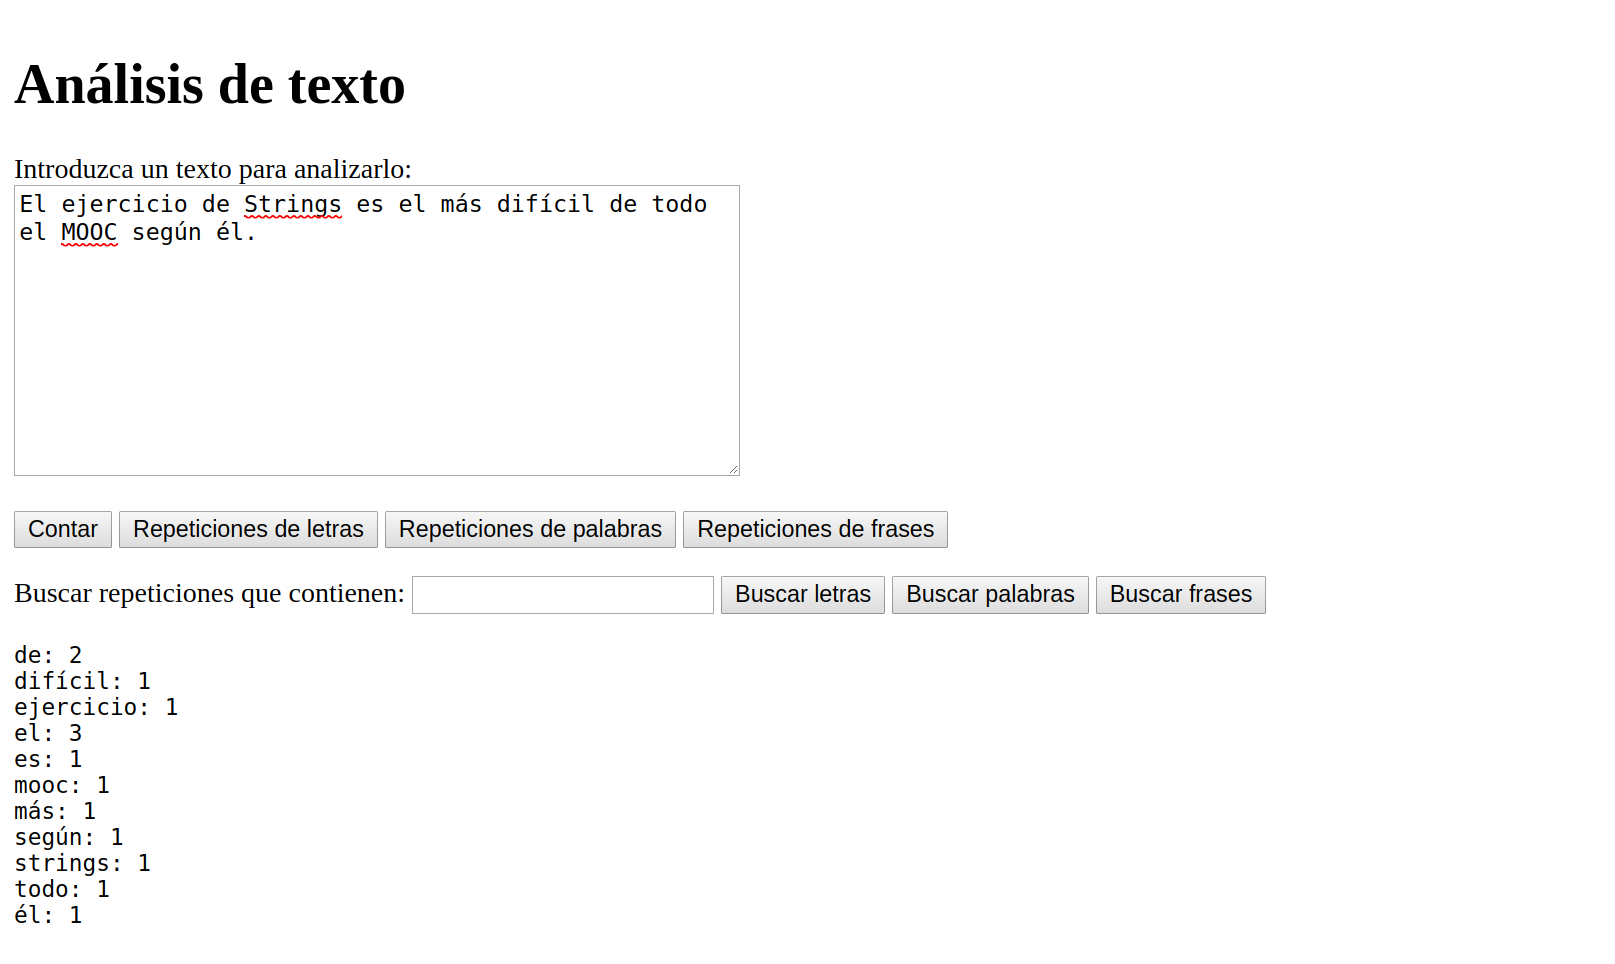 Análisis de texto
Introduzca un texto para analizarlo:
El ejercicio de Strings es el más difícil de todo
el MOOC según él.
Contar Repeticiones de letras Repeticiones de palabras Repeticiones de frases
Buscar repeticiones que contienen: Buscar letras Buscar palabras Buscar frases
de: 2
difícil: 1
ejercicio: 1
el: 3
es: 1
mooc: 1
más: 1
según: 1
strings: 1
todo: 1
él: 1